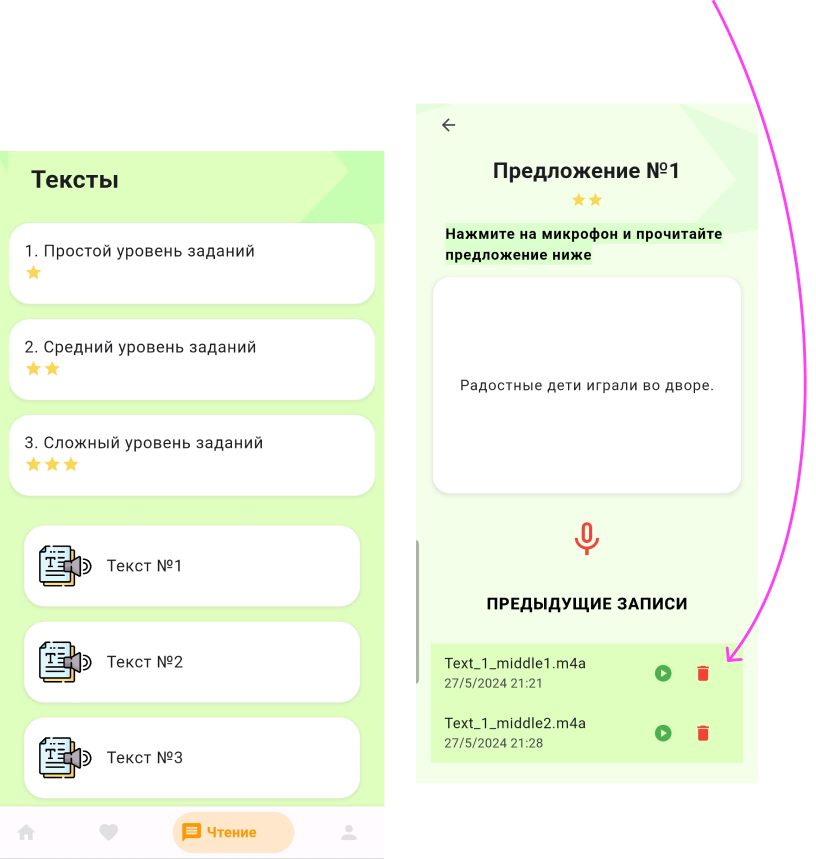 Тексты
1. Простой уровень заданий
2. Средний уровень заданий
3. Сложный уровень заданий
Текст №1
Текст №2
Текст №3
Чтение
Предложение №1
Нажмите на микрофон и прочитайте
предложение ниже
Радостные дети играли во дворе.
ПРЕДЫДУЩИЕ ЗАПИСИ
Text_1_middle1.m4a
27/5/2024 21:21
Text_1_middle2.m4a
27/5/2024 21:28